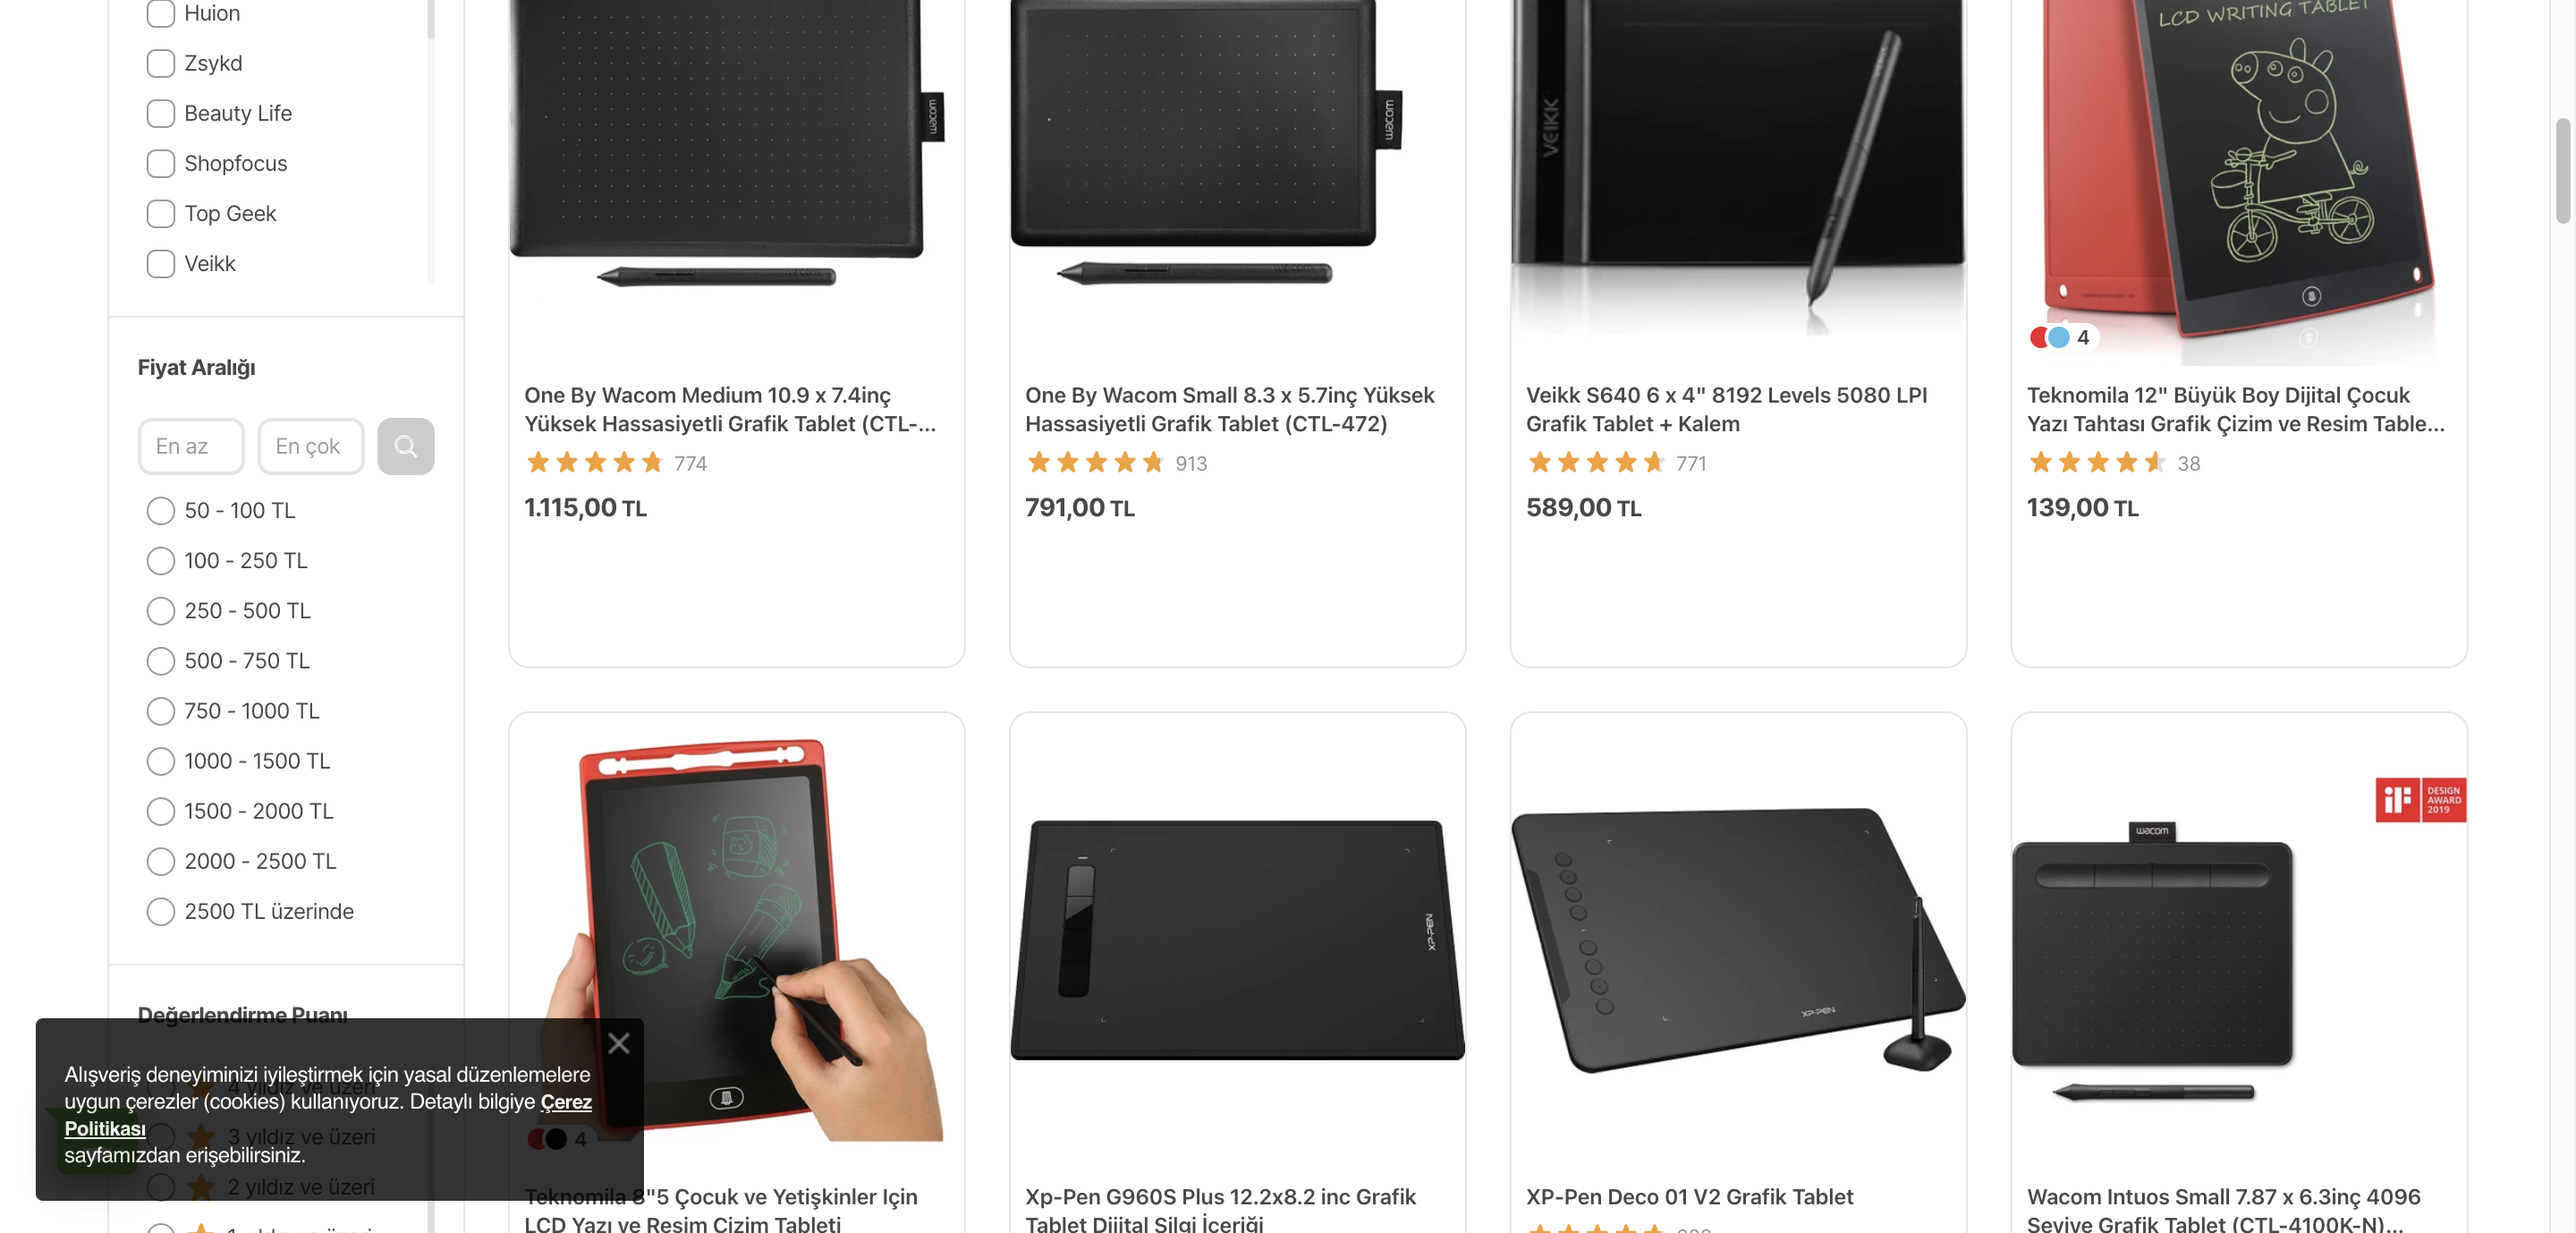 Huion
Zsykd
Beauty Life
Shopfocus
Top Geek
Veikk
Fiyat Aralığı
En az
En çok
50 - 100 TL
100 - 250 TL
250 - 500 TL
500 - 750 TL
750 - 1000 TL
1000 - 1500 TL
1500 - 2000 TL
2000 - 2500 TL
2500 TL üzerinde
Değerlendirme Puanı
4 yıldız ve üzeri
3 yıldız ve üzeri
2 yıldız ve üzeri
1 yıldız ve üzeri
Alışveriş deneyiminizi iyileştirmek için yasal düzenlemelere
uygun çerezler (cookies) kullanıyoruz. Detaylı bilgiye Çerez
Politikası
sayfamızdan erişebilirsiniz.
wacom
One By Wacom Medium 10.9 x 7.4inç
Yüksek Hassasiyetli Grafik Tablet (CTL-...
774
1.115,00 TL
wacom
One By Wacom Small 8.3 x 5.7inç Yüksek
Hassasiyetli Grafik Tablet (CTL-472)
913
791,00 TL
VEIKK
Veikk S640 6 x 4" 8192 Levels 5080 LPI
Grafik Tablet + Kalem
771
589,00 TL
LCD WRITING TABLET
4
Teknomila 12" Büyük Boy Dijital Çocuk
Yazı Tahtası Grafik Çizim ve Resim Table...
38
139,00 TL
4
Teknomila 8"5 Çocuk ve Yetişkinler Için
LCD Yazı ve Resim Çizim Tableti
XP-PEN
Xp-Pen G960S Plus 12.2x8.2 inc Grafik
Tablet Dijital Silgi İçeriği
XP-PEN
XP-Pen Deco 01 V2 Grafik Tablet
iF
DESIGN
AWARD
2019
wacom
Wacom Intuos Small 7.87 x 6.3inç 4096
Seviye Grafik Tablet (CTL-4100K-N)...